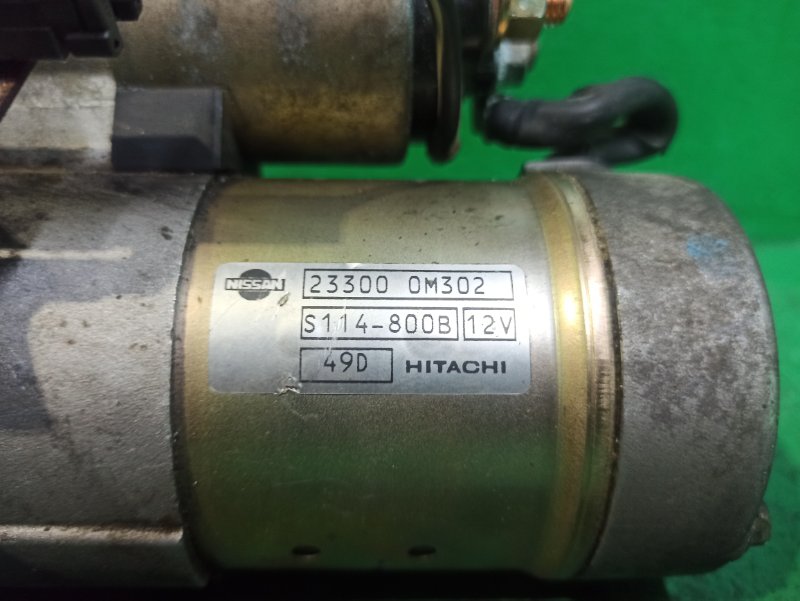 NISSAN 23300 0M302
S114-800B 12V
49D HITACHI